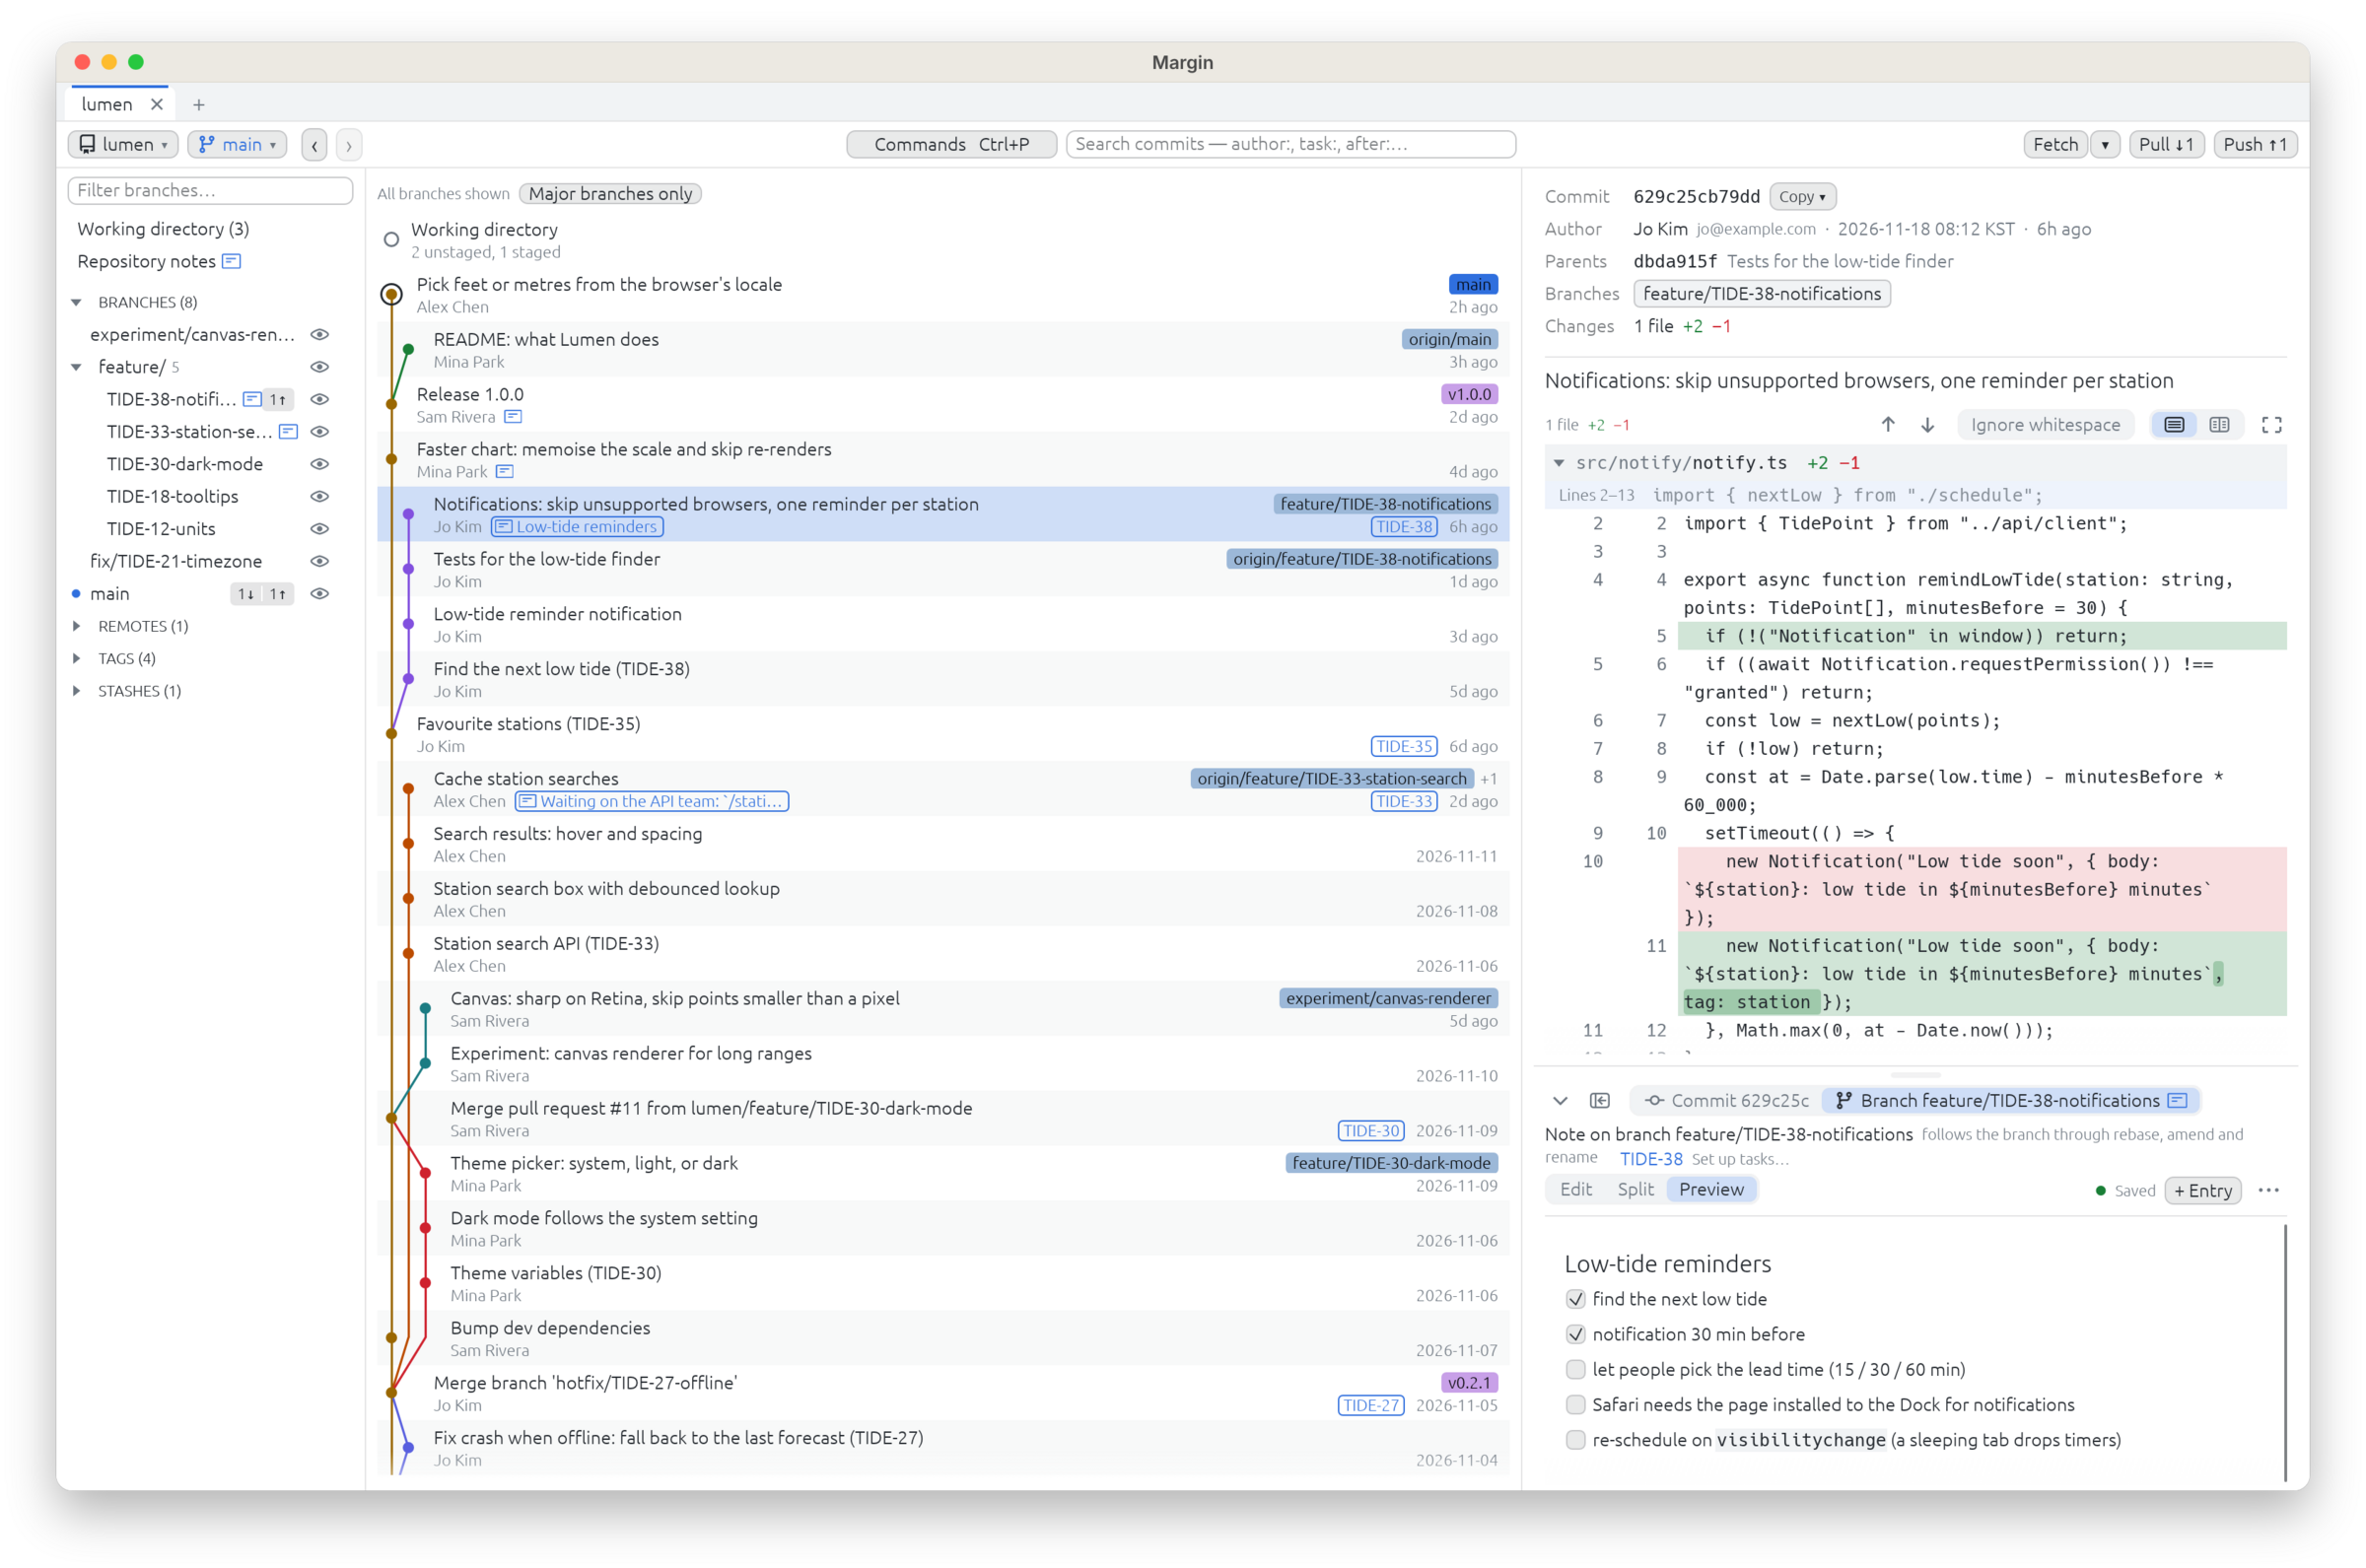 Margin
lumen
lumen
main
Commands Ctrl+P
Search commits — author:, task:, after:…
Fetch
Pull ↓1
Push ↑1
Filter branches…
Working directory (3)
Repository notes
BRANCHES (8)
experiment/canvas-ren…
feature/ 5
TIDE-38-notifi… 1↑
TIDE-33-station-se…
TIDE-30-dark-mode
TIDE-18-tooltips
TIDE-12-units
fix/TIDE-21-timezone
main 1↓ 1↑
REMOTES (1)
TAGS (4)
STASHES (1)
All branches shown Major branches only
Working directory
2 unstaged, 1 staged
Pick feet or metres from the browser's locale main
Alex Chen 2h ago
README: what Lumen does origin/main
Mina Park 3h ago
Release 1.0.0 v1.0.0
Sam Rivera 2d ago
Faster chart: memoise the scale and skip re-renders
Mina Park 4d ago
Notifications: skip unsupported browsers, one reminder per station feature/TIDE-38-notifications
Jo Kim Low-tide reminders TIDE-38 6h ago
Tests for the low-tide finder origin/feature/TIDE-38-notifications
Jo Kim 1d ago
Low-tide reminder notification
Jo Kim 3d ago
Find the next low tide (TIDE-38)
Jo Kim 5d ago
Favourite stations (TIDE-35)
Jo Kim TIDE-35 6d ago
Cache station searches origin/feature/TIDE-33-station-search +1
Alex Chen Waiting on the API team: `/stati… TIDE-33 2d ago
Search results: hover and spacing
Alex Chen 2026-11-11
Station search box with debounced lookup
Alex Chen 2026-11-08
Station search API (TIDE-33)
Alex Chen 2026-11-06
Canvas: sharp on Retina, skip points smaller than a pixel experiment/canvas-renderer
Sam Rivera 5d ago
Experiment: canvas renderer for long ranges
Sam Rivera 2026-11-10
Merge pull request #11 from lumen/feature/TIDE-30-dark-mode
Sam Rivera TIDE-30 2026-11-09
Theme picker: system, light, or dark feature/TIDE-30-dark-mode
Mina Park 2026-11-09
Dark mode follows the system setting
Mina Park 2026-11-06
Theme variables (TIDE-30)
Mina Park 2026-11-06
Bump dev dependencies
Sam Rivera 2026-11-07
Merge branch 'hotfix/TIDE-27-offline' v0.2.1
Jo Kim TIDE-27 2026-11-05
Fix crash when offline: fall back to the last forecast (TIDE-27)
Jo Kim 2026-11-04
Commit 629c25cb79dd Copy
Author Jo Kim jo@example.com · 2026-11-18 08:12 KST · 6h ago
Parents dbda915f Tests for the low-tide finder
Branches feature/TIDE-38-notifications
Changes 1 file +2 −1
Notifications: skip unsupported browsers, one reminder per station
1 file +2 −1 Ignore whitespace
src/notify/notify.ts +2 −1
Lines 2–13 import { nextLow } from "./schedule";
2 2 import { TidePoint } from "../api/client";
3 3
4 4 export async function remindLowTide(station: string,
points: TidePoint[], minutesBefore = 30) {
5 if (!("Notification" in window)) return;
5 6 if ((await Notification.requestPermission()) !==
"granted") return;
6 7 const low = nextLow(points);
7 8 if (!low) return;
8 9 const at = Date.parse(low.time) - minutesBefore *
60_000;
9 10 setTimeout(() => {
10 new Notification("Low tide soon", { body:
`${station}: low tide in ${minutesBefore} minutes`
});
11 new Notification("Low tide soon", { body:
`${station}: low tide in ${minutesBefore} minutes`,
tag: station });
11 12 }, Math.max(0, at - Date.now()));
Commit 629c25c Branch feature/TIDE-38-notifications
Note on branch feature/TIDE-38-notifications follows the branch through rebase, amend and
rename TIDE-38 Set up tasks…
Edit Split Preview Saved + Entry
Low-tide reminders
find the next low tide
notification 30 min before
let people pick the lead time (15 / 30 / 60 min)
Safari needs the page installed to the Dock for notifications
re-schedule on visibilitychange (a sleeping tab drops timers)